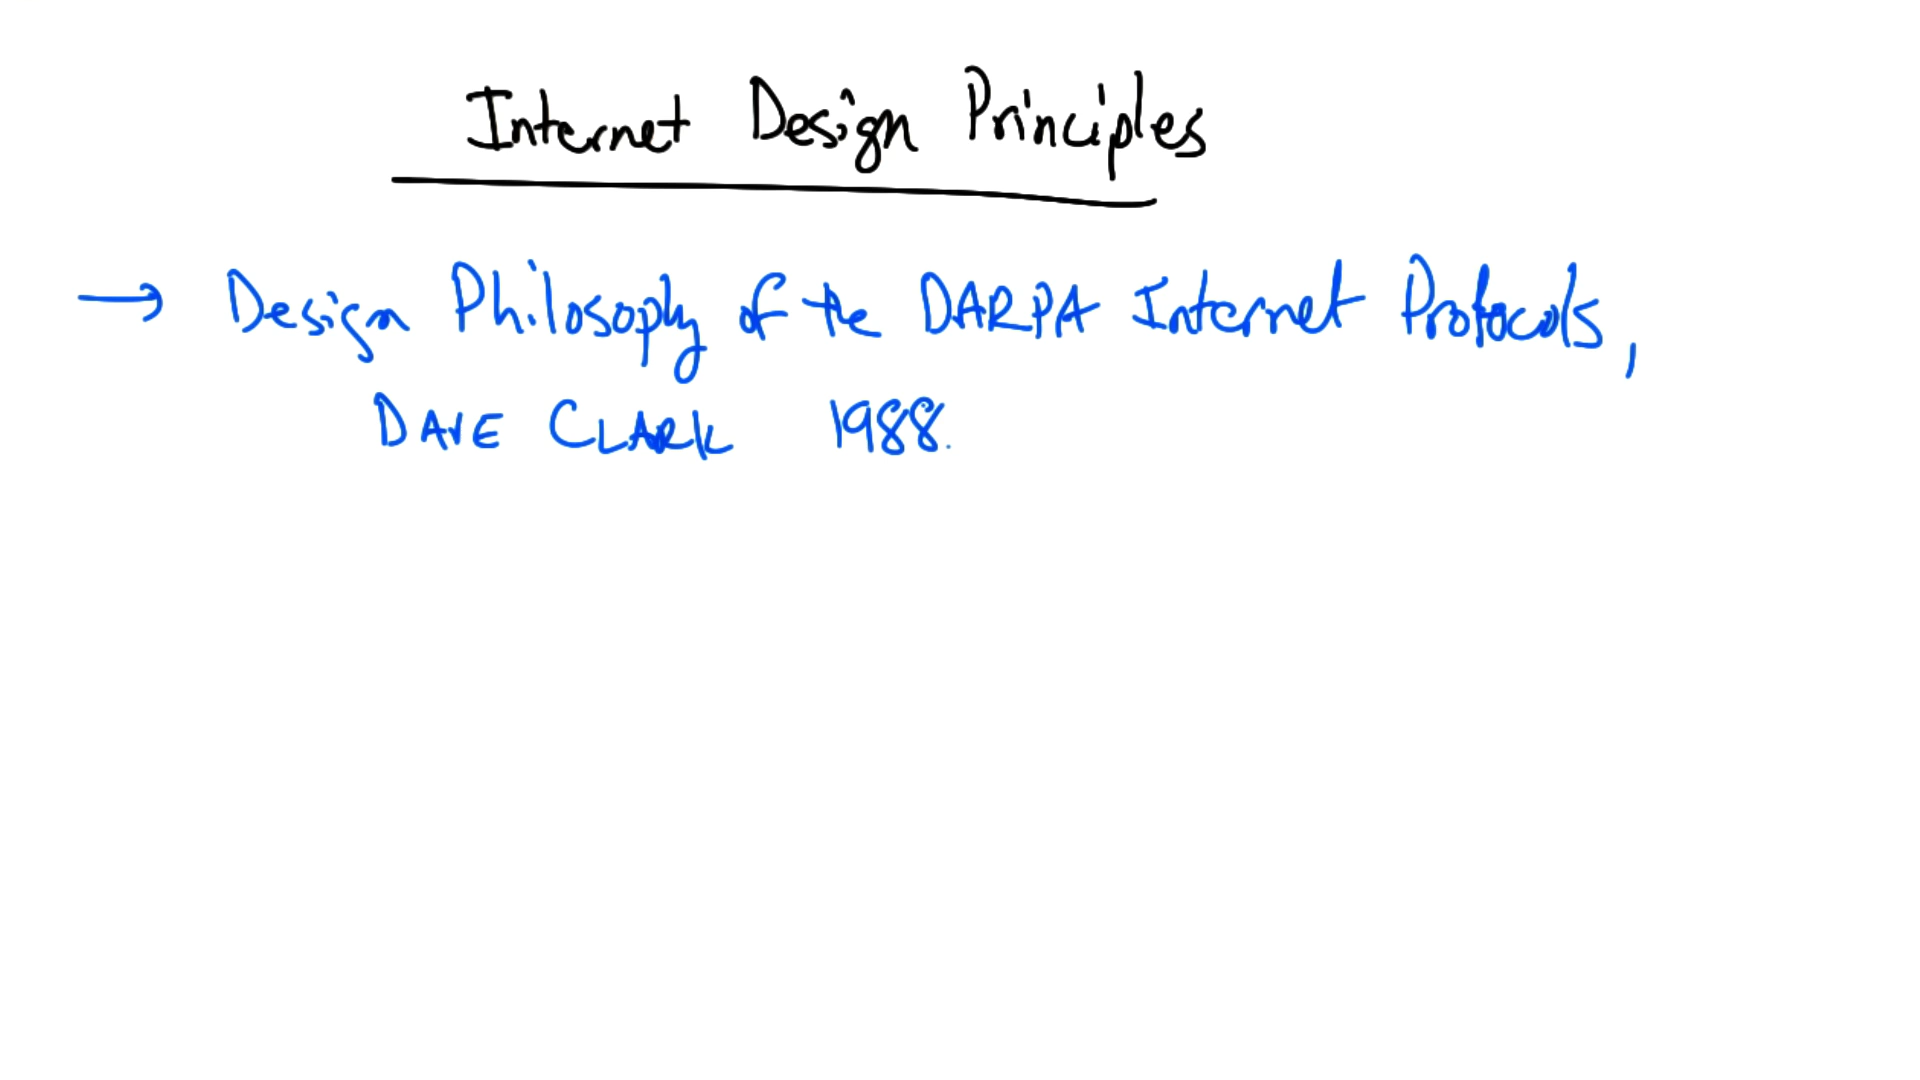 Internet Design Principles
→ Design Philosophy of the DARPA Internet Protocols,
DAVE CLARK 1988.